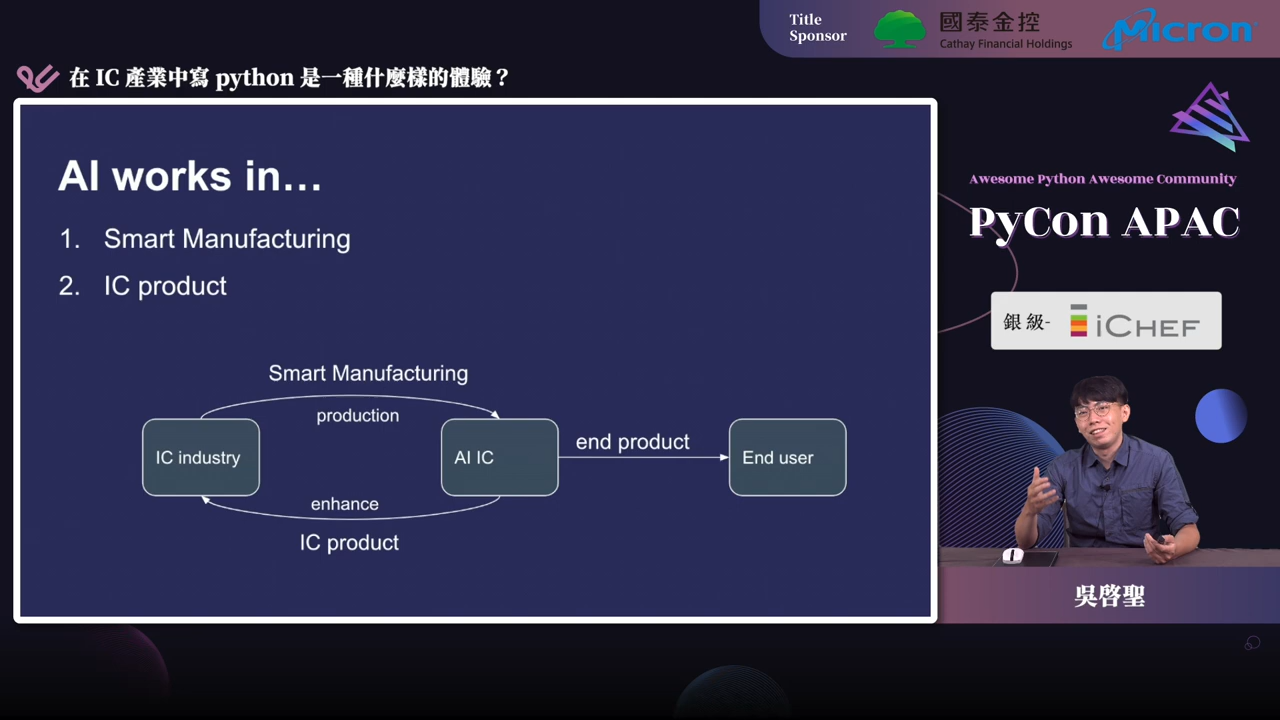 Title
Sponsor
國泰金控
Cathay Financial Holdings
Micron
在 IC 產業中寫 python 是一種什麼樣的體驗？
AI works in…
1. Smart Manufacturing
2. IC product
Smart Manufacturing
production
IC industry
AI IC
end product
End user
enhance
IC product
Awesome Python Awesome Community
PyCon APAC
銀級-
iCHEF
吳啓聖